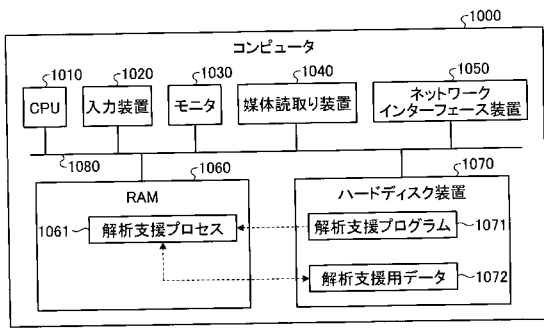 1000
コンピュータ
1010
1020
1030
1040
1050
CPU
入力装置
モニタ
媒体読取り装置
ネットワーク
インターフェース装置
1080
1060
1070
RAM
ハードディスク装置
1061
解析支援プロセス
解析支援プログラム
1071
解析支援用データ
1072